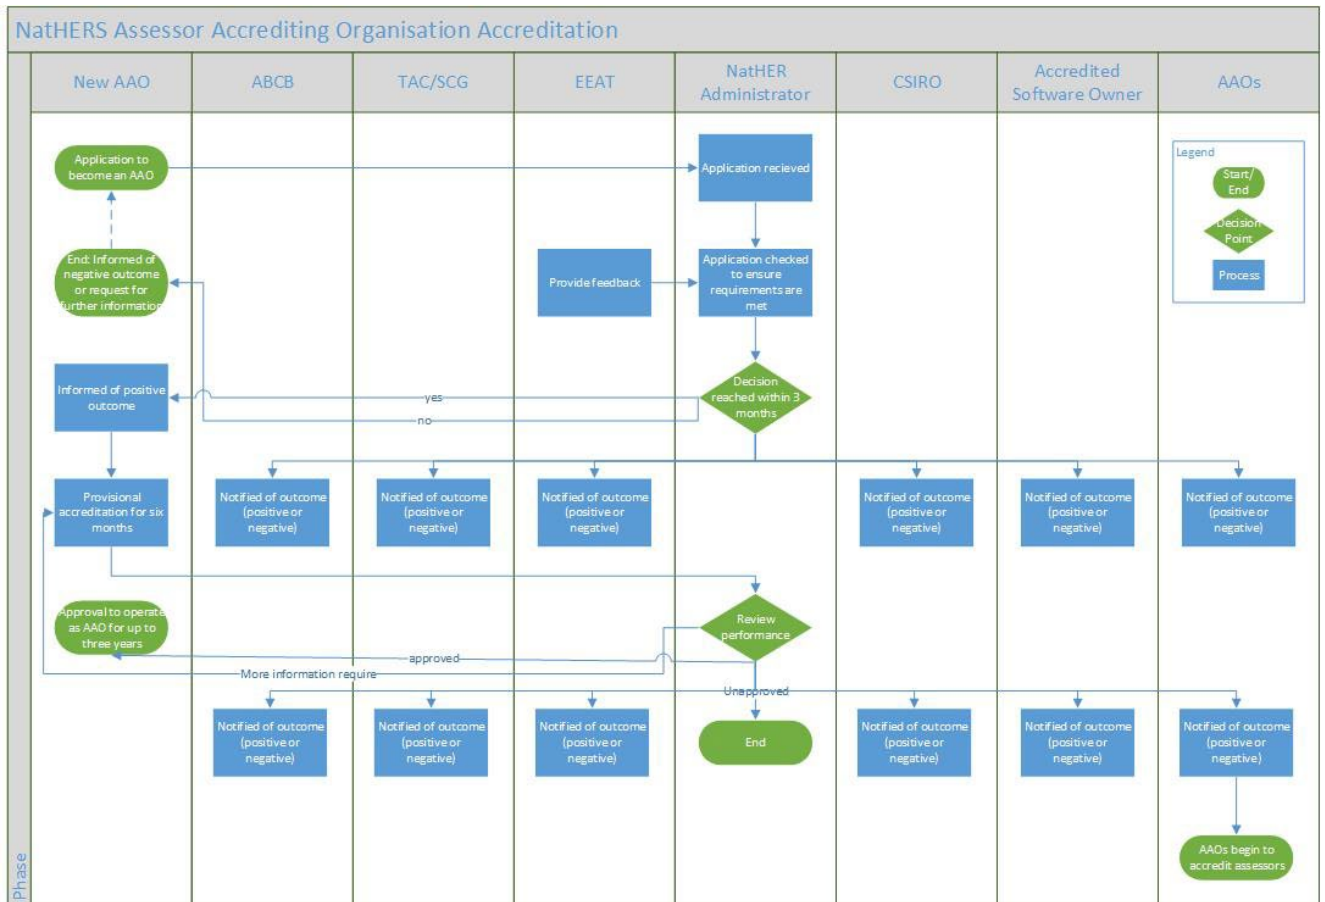 NatHERS Assessor Accrediting Organisation Accreditation
New AAO
ABCB
TAC/SCG
EEAT
NatHER
Administrator
CSIRO
Accredited
Software Owner
AAOs
Application to
become an AAO
Application recieved
Legend
Start/
End
Decision
Point
Process
End: Informed of
negative outcome
or request for
further information
Provide feedback
Application checked
to ensure
requirements are
met
Informed of positive
outcome
Decision
reached within 3
months
yes
no
Provisional
accreditation for six
months
Notified of outcome
(positive or
negative)
Notified of outcome
(positive or
negative)
Notified of outcome
(positive or
negative)
Notified of outcome
(positive or
negative)
Notified of outcome
(positive or
negative)
Notified of outcome
(positive or
negative)
Approval to operate
as AAO for up to
three years
Review
performance
approved
More information require
Unapproved
Notified of outcome
(positive or
negative)
Notified of outcome
(positive or
negative)
Notified of outcome
(positive or
negative)
End
Notified of outcome
(positive or
negative)
Notified of outcome
(positive or
negative)
Notified of outcome
(positive or
negative)
AAOs begin to
accredit assessors
Phase